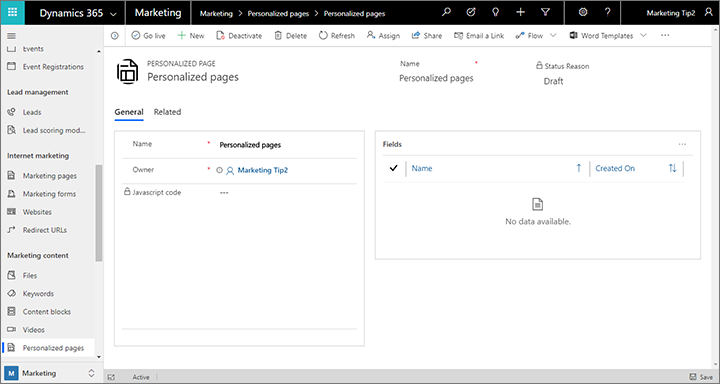 Dynamics 365 Marketing Marketing > Personalized pages > Personalized pages Marketing Tip2
Go live New Deactivate Delete Refresh Assign Share Email a Link Flow Word Templates
Events
Event Registrations
Lead management
Leads
Lead scoring mod...
Internet marketing
Marketing pages
Marketing forms
Websites
Redirect URLs
Marketing content
Files
Keywords
Content blocks
Videos
Personalized pages
M Marketing
PERSONALIZED PAGE
Personalized pages
Name *
Personalized pages
Status Reason
Draft
General Related
Name * Personalized pages
Owner * Marketing Tip2
Javascript code ---
Fields ...
Name Created On
No data available.
Active Save